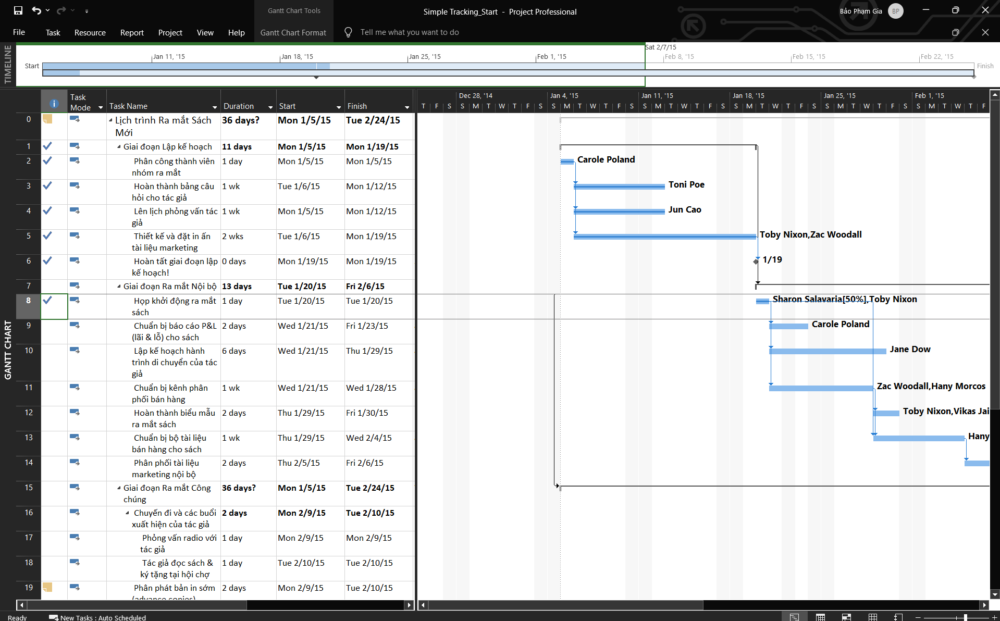 Gantt Chart Tools
Simple Tracking_Start - Project Professional
Bảo Phạm Gia
BP
File
Task
Resource
Report
Project
View
Help
Gantt Chart Format
Tell me what you want to do
TIMELINE
Sat 2/7/15
Jan 11, '15
Jan 18, '15
Jan 25, '15
Feb 1, '15
Feb 8, '15
Feb 15, '15
Feb 22, '15
Start
Finish
GANTT CHART
Task Mode
Task Name
Duration
Start
Finish
Dec 28, '14
Jan 4, '15
Jan 11, '15
Jan 18, '15
Jan 25, '15
Feb 1, '15
T F S S M T W T F S S M T W T F S S M T W T F S S M T W T F S S M T W T F S S M T W T F
0 Lịch trình Ra mắt Sách Mới 36 days? Mon 1/5/15 Tue 2/24/15
1 Giai đoạn Lập kế hoạch 11 days Mon 1/5/15 Mon 1/19/15
2 Phân công thành viên nhóm ra mắt 1 day Mon 1/5/15 Mon 1/5/15
Carole Poland
3 Hoàn thành bảng câu hỏi cho tác giả 1 wk Tue 1/6/15 Mon 1/12/15
Toni Poe
4 Lên lịch phỏng vấn tác giả 1 wk Mon 1/5/15 Mon 1/12/15
Jun Cao
5 Thiết kế và đặt in ấn tài liệu marketing 2 wks Tue 1/6/15 Mon 1/19/15
Toby Nixon,Zac Woodall
6 Hoàn tất giai đoạn lập kế hoạch! 0 days Mon 1/19/15 Mon 1/19/15
1/19
7 Giai đoạn Ra mắt Nội bộ 13 days Tue 1/20/15 Fri 2/6/15
8 Họp khởi động ra mắt sách 1 day Tue 1/20/15 Tue 1/20/15
Sharon Salavaria[50%],Toby Nixon
9 Chuẩn bị báo cáo P&L (lãi & lỗ) cho sách 2 days Wed 1/21/15 Fri 1/23/15
Carole Poland
10 Lập kế hoạch hành trình di chuyển của tác giả 6 days Wed 1/21/15 Thu 1/29/15
Jane Dow
11 Chuẩn bị kênh phân phối bán hàng 1 wk Wed 1/21/15 Wed 1/28/15
Zac Woodall,Hany Morcos
12 Hoàn thành biểu mẫu ra mắt sách 2 days Thu 1/29/15 Fri 1/30/15
Toby Nixon,Vikas Jai
13 Chuẩn bị bộ tài liệu bán hàng cho sách 1 wk Thu 1/29/15 Wed 2/4/15
Hany
14 Phân phối tài liệu marketing nội bộ 2 days Thu 2/5/15 Fri 2/6/15
15 Giai đoạn Ra mắt Công chúng 36 days? Mon 1/5/15 Tue 2/24/15
16 Chuyến đi và các buổi xuất hiện của tác giả 2 days Mon 2/9/15 Tue 2/10/15
17 Phỏng vấn radio với tác giả 1 day Mon 2/9/15 Mon 2/9/15
18 Tác giả đọc sách & ký tặng tại hội chợ 1 day Tue 2/10/15 Tue 2/10/15
19 Phân phát bản in sớm (advance copies) 2 days Mon 2/9/15 Tue 2/10/15
Ready
New Tasks : Auto Scheduled